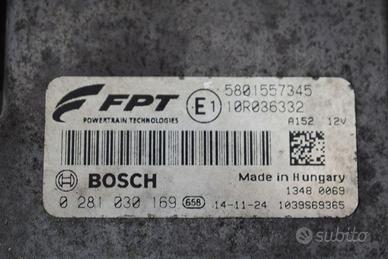 FPT
POWERTRAIN TECHNOLOGIES
E1
5801557345
10R036332
A152 12V
BOSCH
Made in Hungary
1348.0069
0 281 030 169 658 14-11-24 1039S69365
subito